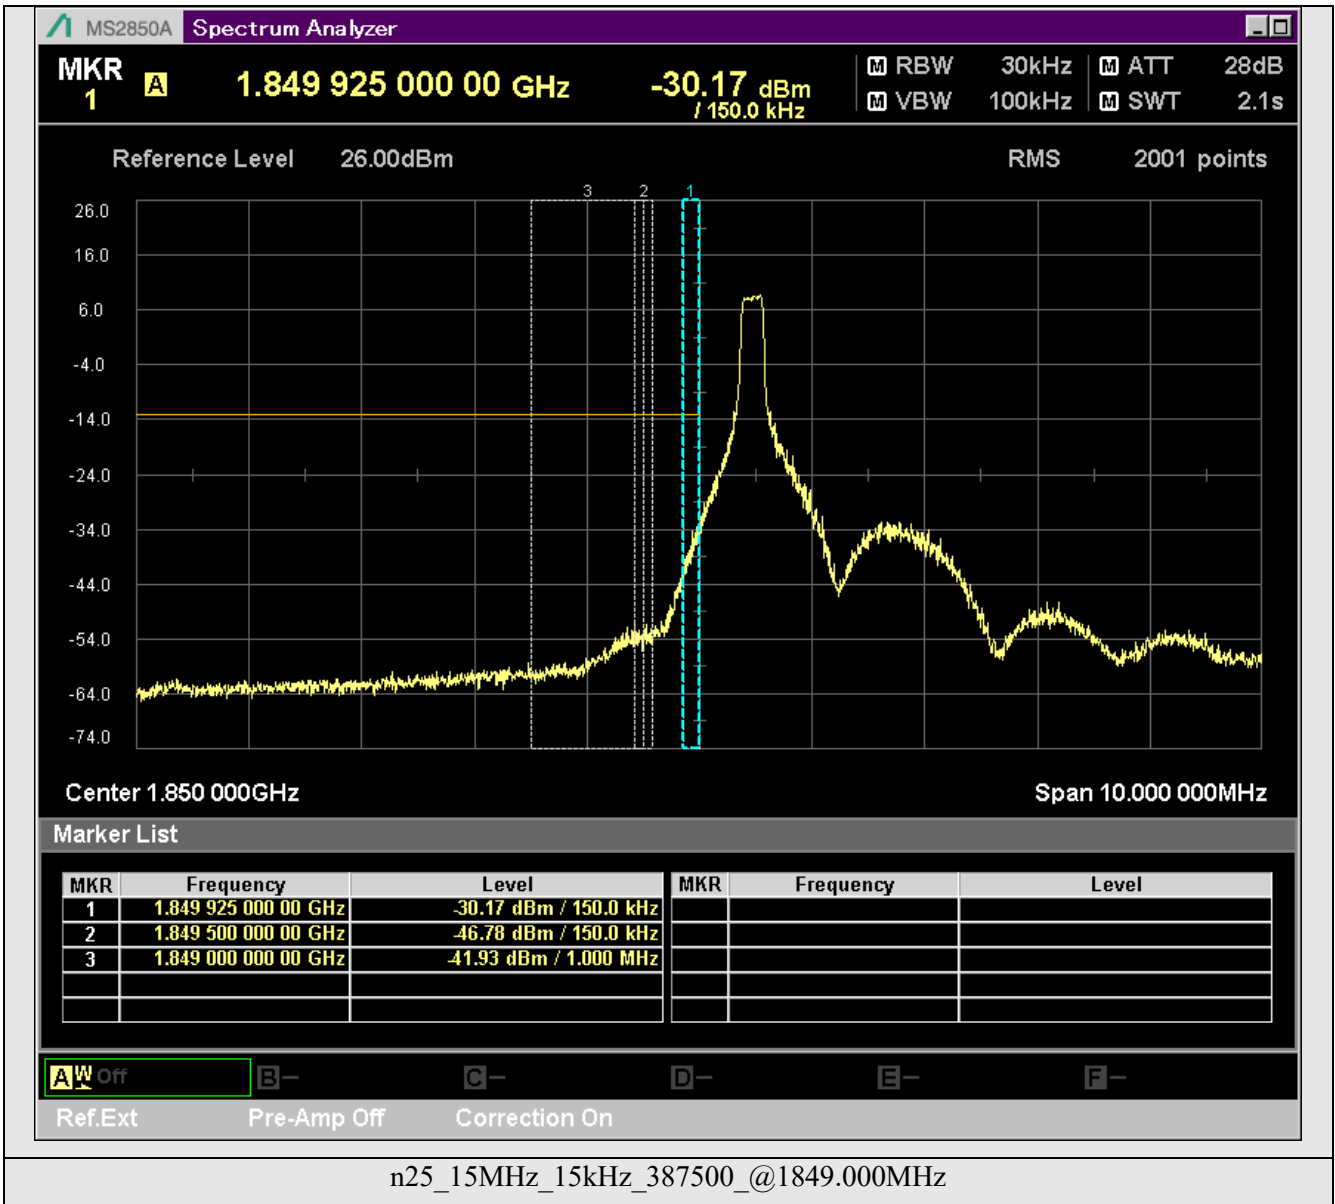 MS2850A Spectrum Analyzer
MKR 1 A 1.849 925 000 00 GHz -30.17 dBm / 150.0 kHz
M RBW 30kHz M ATT 28dB
M VBW 100kHz M SWT 2.1s
Reference Level 26.00dBm RMS 2001 points
3 2 1
26.0
16.0
6.0
-4.0
-14.0
-24.0
-34.0
-44.0
-54.0
-64.0
-74.0
Center 1.850 000GHz Span 10.000 000MHz
Marker List
MKR Frequency Level MKR Frequency Level
1 1.849 925 000 00 GHz -30.17 dBm / 150.0 kHz
2 1.849 500 000 00 GHz -46.78 dBm / 150.0 kHz
3 1.849 000 000 00 GHz -41.93 dBm / 1.000 MHz
A W Off B- C- D- E- F-
Ref.Ext Pre-Amp Off Correction On
n25_15MHz_15kHz_387500_@1849.000MHz